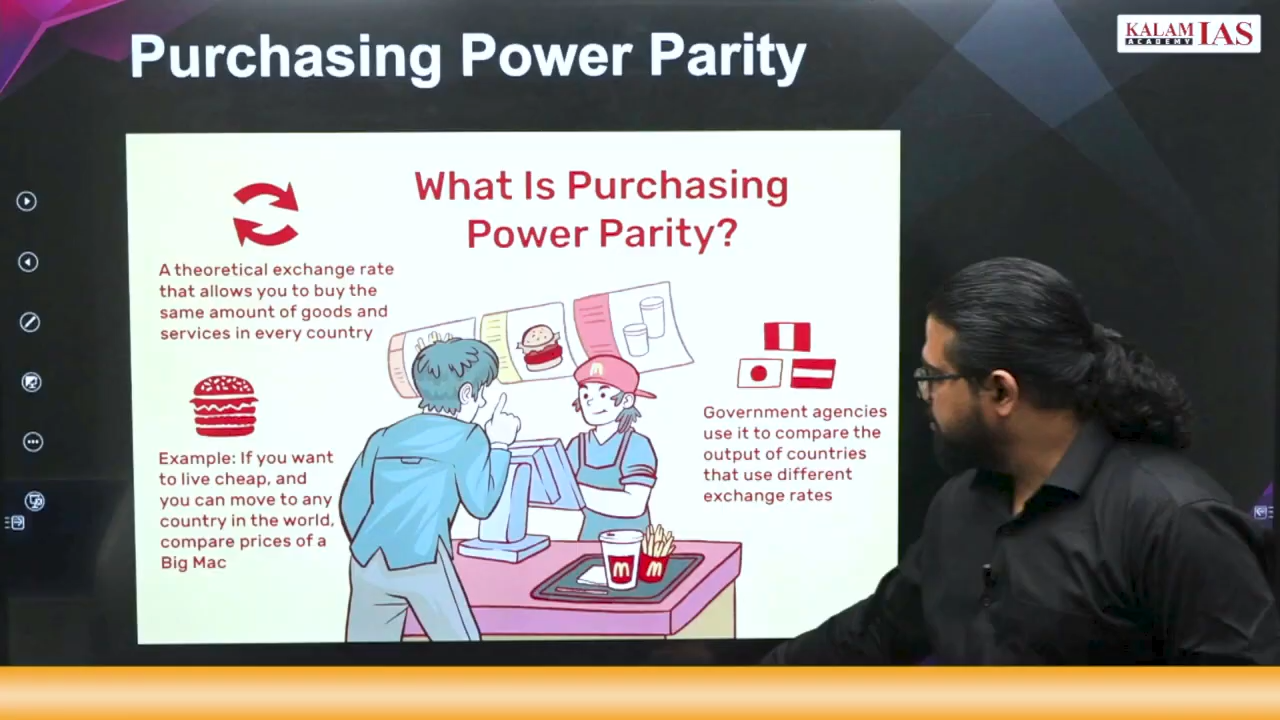 Purchasing Power Parity
KALAM
ACADEMY
IAS
What Is Purchasing
Power Parity?
A theoretical exchange rate
that allows you to buy the
same amount of goods and
services in every country
Example: If you want
to live cheap, and
you can move to any
country in the world,
compare prices of a
Big Mac
Government agencies
use it to compare the
output of countries
that use different
exchange rates